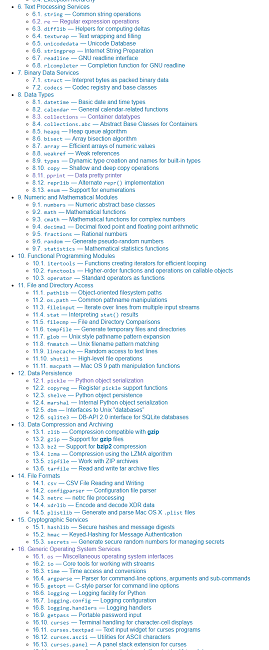 6. Text Processing Services
6.1. string — Common string operations
6.2. re — Regular expression operations
6.3. difflib — Helpers for computing deltas
6.4. textwrap — Text wrapping and filling
6.5. unicodedata — Unicode Database
6.6. stringprep — Internet String Preparation
6.7. readline — GNU readline interface
6.8. rlcompleter — Completion function for GNU readline
7. Binary Data Services
7.1. struct — Interpret bytes as packed binary data
7.2. codecs — Codec registry and base classes
8. Data Types
8.1. datetime — Basic date and time types
8.2. calendar — General calendar-related functions
8.3. collections — Container datatypes
8.4. collections.abc — Abstract Base Classes for Containers
8.5. heapq — Heap queue algorithm
8.6. bisect — Array bisection algorithm
8.7. array — Efficient arrays of numeric values
8.8. weakref — Weak references
8.9. types — Dynamic type creation and names for built-in types
8.10. copy — Shallow and deep copy operations
8.11. pprint — Data pretty printer
8.12. reprlib — Alternate repr() implementation
8.13. enum — Support for enumerations
9. Numeric and Mathematical Modules
9.1. numbers — Numeric abstract base classes
9.2. math — Mathematical functions
9.3. cmath — Mathematical functions for complex numbers
9.4. decimal — Decimal fixed point and floating point arithmetic
9.5. fractions — Rational numbers
9.6. random — Generate pseudo-random numbers
9.7. statistics — Mathematical statistics functions
10. Functional Programming Modules
10.1. itertools — Functions creating iterators for efficient looping
10.2. functools — Higher-order functions and operations on callable objects
10.3. operator — Standard operators as functions
11. File and Directory Access
11.1. pathlib — Object-oriented filesystem paths
11.2. os.path — Common pathname manipulations
11.3. fileinput — Iterate over lines from multiple input streams
11.4. stat — Interpreting stat() results
11.5. filecmp — File and Directory Comparisons
11.6. tempfile — Generate temporary files and directories
11.7. glob — Unix style pathname pattern expansion
11.8. fnmatch — Unix filename pattern matching
11.9. linecache — Random access to text lines
11.10. shutil — High-level file operations
11.11. macpath — Mac OS 9 path manipulation functions
12. Data Persistence
12.1. pickle — Python object serialization
12.2. copyreg — Register pickle support functions
12.3. shelve — Python object persistence
12.4. marshal — Internal Python object serialization
12.5. dbm — Interfaces to Unix "databases"
12.6. sqlite3 — DB-API 2.0 interface for SQLite databases
13. Data Compression and Archiving
13.1. zlib — Compression compatible with gzip
13.2. gzip — Support for gzip files
13.3. bz2 — Support for bzip2 compression
13.4. lzma — Compression using the LZMA algorithm
13.5. zipfile — Work with ZIP archives
13.6. tarfile — Read and write tar archive files
14. File Formats
14.1. csv — CSV File Reading and Writing
14.2. configparser — Configuration file parser
14.3. netrc — netrc file processing
14.4. xdrlib — Encode and decode XDR data
14.5. plistlib — Generate and parse Mac OS X .plist files
15. Cryptographic Services
15.1. hashlib — Secure hashes and message digests
15.2. hmac — Keyed-Hashing for Message Authentication
15.3. secrets — Generate secure random numbers for managing secrets
16. Generic Operating System Services
16.1. os — Miscellaneous operating system interfaces
16.2. io — Core tools for working with streams
16.3. time — Time access and conversions
16.4. argparse — Parser for command-line options, arguments and sub-commands
16.5. getopt — C-style parser for command line options
16.6. logging — Logging facility for Python
16.7. logging.config — Logging configuration
16.8. logging.handlers — Logging handlers
16.9. getpass — Portable password input
16.10. curses — Terminal handling for character-cell displays
16.11. curses.textpad — Text input widget for curses programs
16.12. curses.ascii — Utilities for ASCII characters
16.13. curses.panel — A panel stack extension for curses